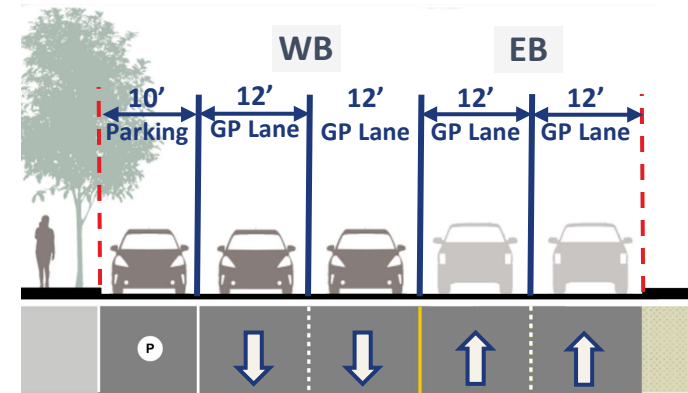 WB
EB
10’
12’
12’
12’
12’
Parking
GP Lane
GP Lane
GP Lane
GP Lane
P